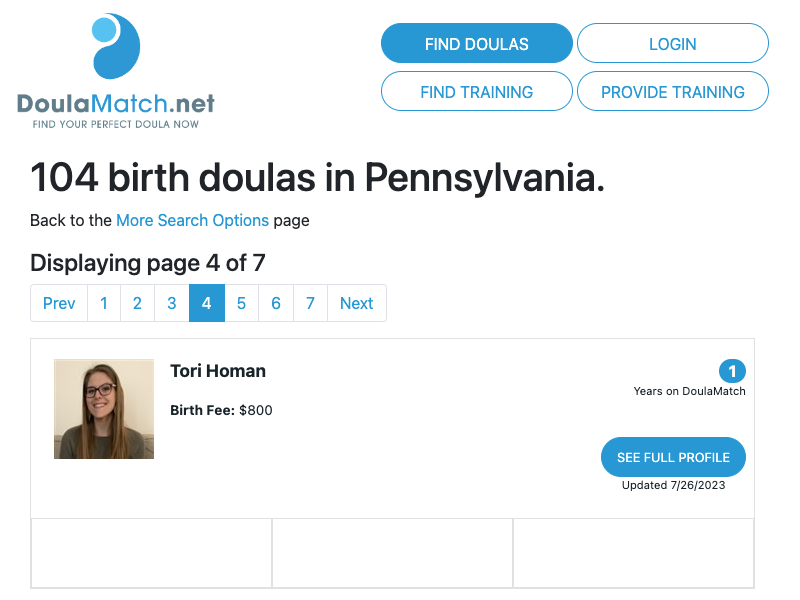 FIND DOULAS
LOGIN
FIND TRAINING
PROVIDE TRAINING
DoulaMatch.net
FIND YOUR PERFECT DOULA NOW
104 birth doulas in Pennsylvania.
Back to the More Search Options page
Displaying page 4 of 7
Prev 1 2 3 4 5 6 7 Next
Tori Homan
1
Years on DoulaMatch
Birth Fee: $800
SEE FULL PROFILE
Updated 7/26/2023